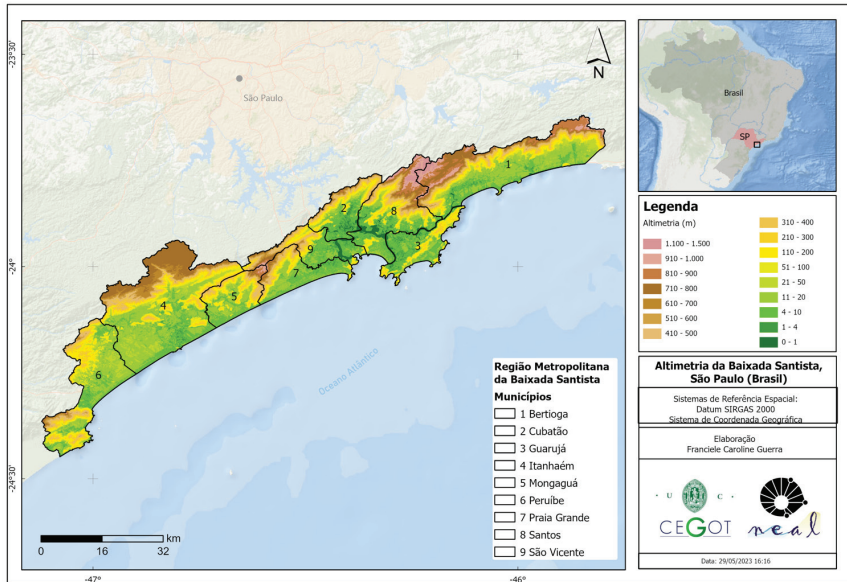 -23°30'
-24°
-24°30'
-47°
-46°
São Paulo
N
1
2
8
3
9
7
5
4
6
Oceano Atlântico
0 16 32 km
Região Metropolitana
da Baixada Santista
Municípios
1 Bertioga
2 Cubatão
3 Guarujá
4 Itanhaém
5 Mongaguá
6 Peruíbe
7 Praia Grande
8 Santos
9 São Vicente
Brasil
SP
Legenda
Altimetria (m)
1.100 - 1.500
910 - 1.000
810 - 900
710 - 800
610 - 700
510 - 600
410 - 500
310 - 400
210 - 300
110 - 200
51 - 100
21 - 50
11 - 20
4 - 10
1 - 4
0 - 1
Altimetria da Baixada Santista,
São Paulo (Brasil)
Sistemas de Referência Espacial:
Datum SIRGAS 2000
Sistema de Coordenada Geográfica
Elaboração
Franciele Caroline Guerra
· U C ·
CEGOT
neal
Data: 29/05/2023 16:16